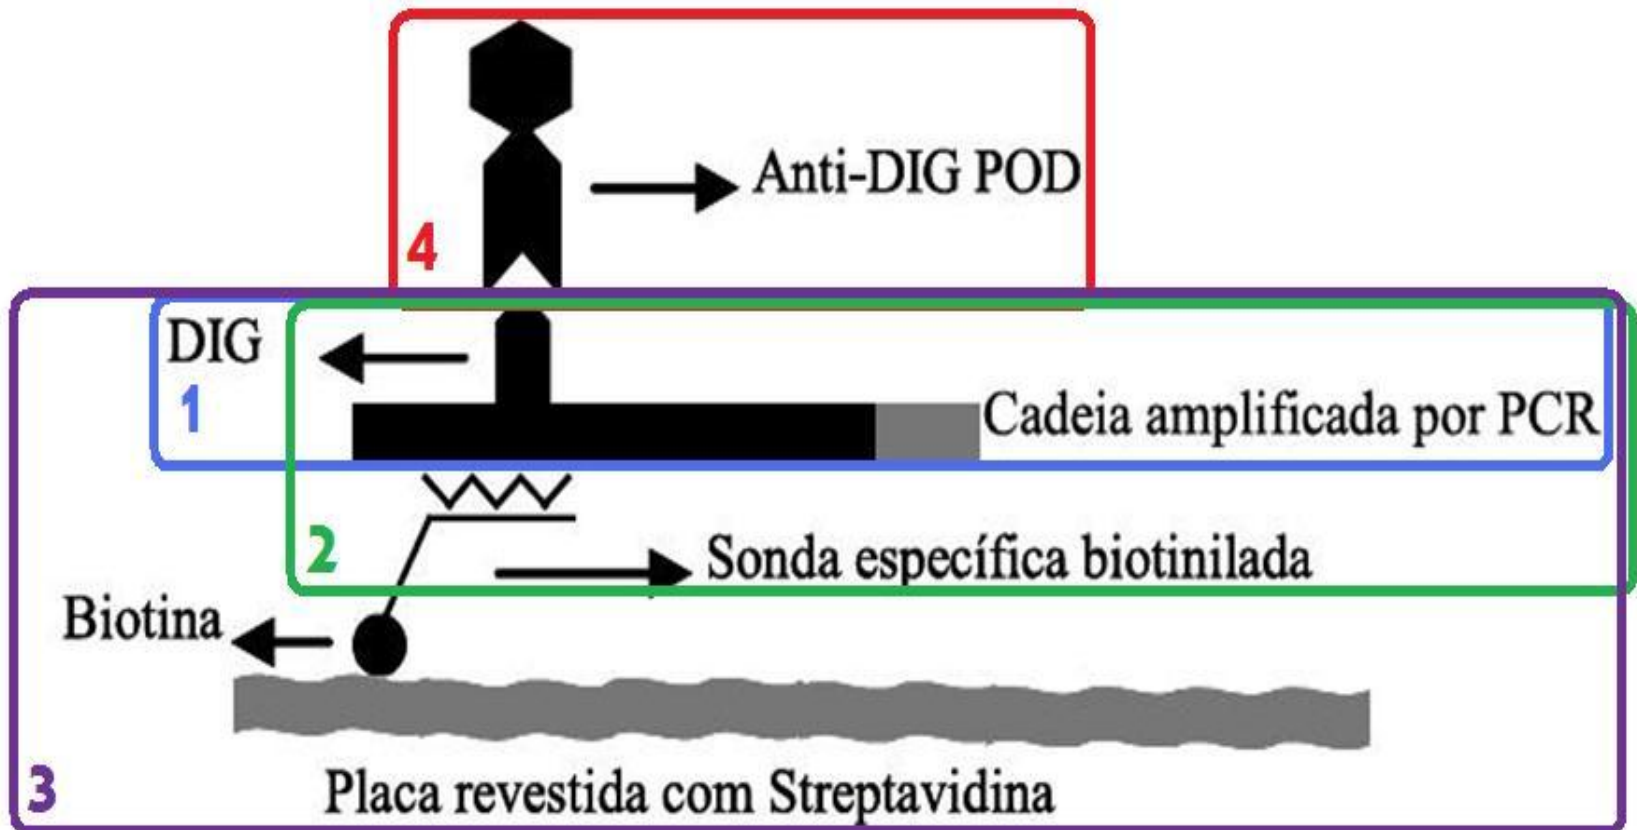 Anti-DIG POD
4
DIG
1
Cadeia amplificada por PCR
2
Sonda específica biotinilada
Biotina
3
Placa revestida com Streptavidina